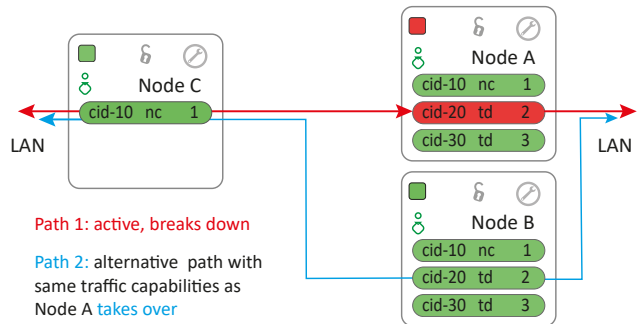 Node A
cid-10 nc 1
cid-20 td 2
cid-30 td 3
Node C
cid-10 nc 1
LAN
LAN
Node B
cid-10 nc 1
cid-20 td 2
cid-30 td 3
Path 1: active, breaks down
Path 2: alternative path with
same traffic capabilities as
Node A takes over